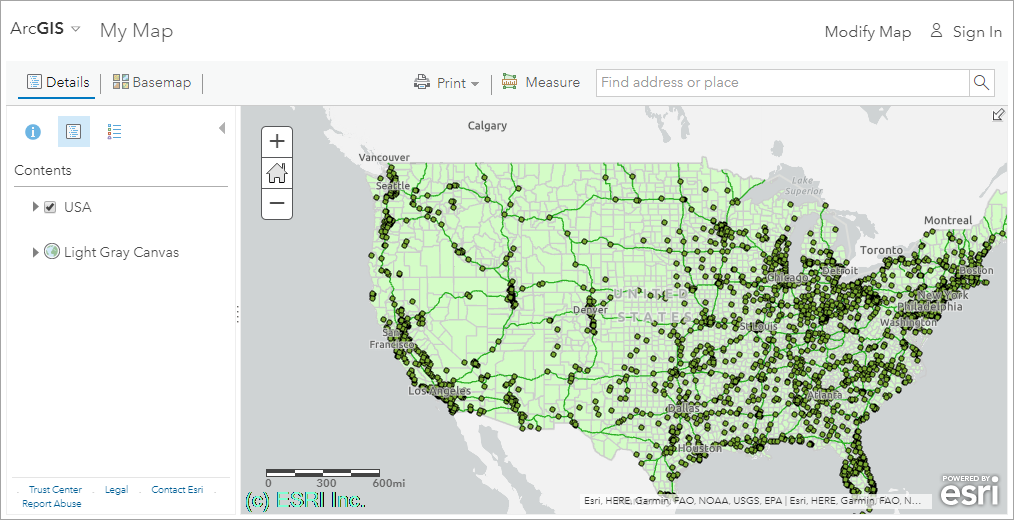 ArcGIS My Map Modify Map Sign In
Details Basemap Print Measure Find address or place
Contents
USA
Light Gray Canvas
Trust Center . Legal . Contact Esri .
Report Abuse
+
−
Calgary
Vancouver
Seattle
Lake
Superior
Montreal
Toronto
Boston
Detroit
Chicago
New York
Philadelphia
Washington
UNITED
STATES
Denver
St Louis
San
Francisco
Los Angeles
Atlanta
Dallas
Houston
0 300 600mi
(c) ESRI Inc.
Esri, HERE, Garmin, FAO, NOAA, USGS, EPA | Esri, HERE, Garmin, FAO, N...
POWERED BY
esri